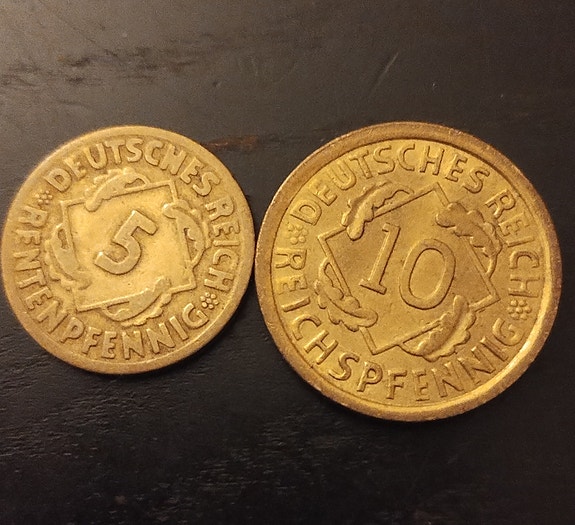 DEUTSCHES REICH
5
RENTENPFENNIG
DEUTSCHES REICH
10
REICHSPFENNIG